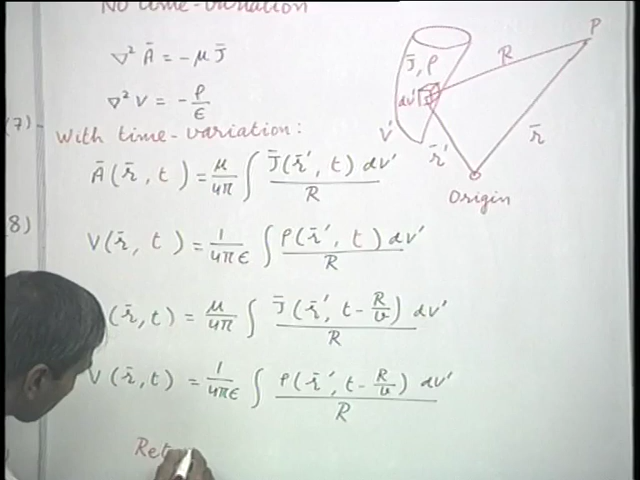 No time-variation
∇² Ā = -μ J̄
∇² V = -ρ/ε
(7)
With time-variation:
Ā(r̄, t) = μ/4π ∫ J̄(r̄′, t) dv′ / R
8)
V(r̄, t) = 1/4πε ∫ ρ(r̄′, t) dv′ / R
(r̄, t) = μ/4π ∫ J̄(r̄′, t - R/v) dv′ / R
V(r̄, t) = 1/4πε ∫ ρ(r̄′, t - R/v) dv′ / R
Ret
P
R
J̄, ρ
dv′
V′
r̄′
r̄
Origin